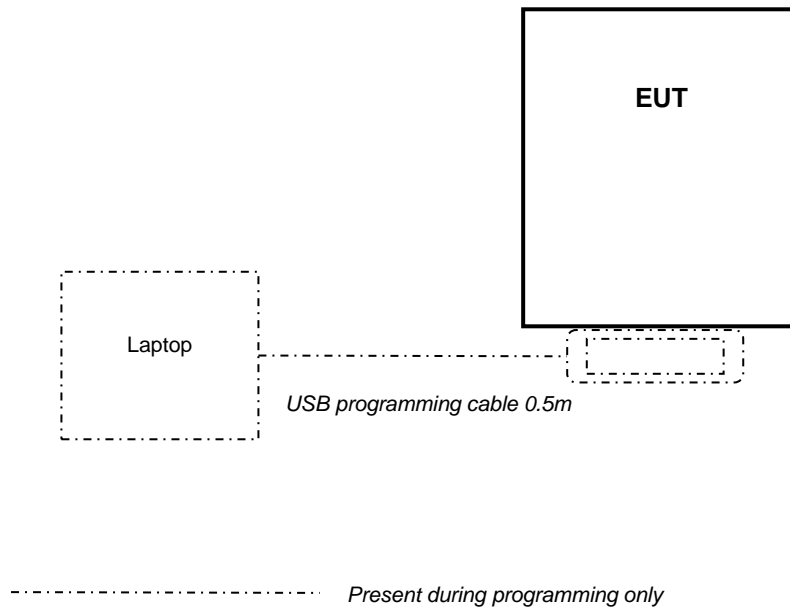 EUT
Laptop
USB programming cable 0.5m
Present during programming only